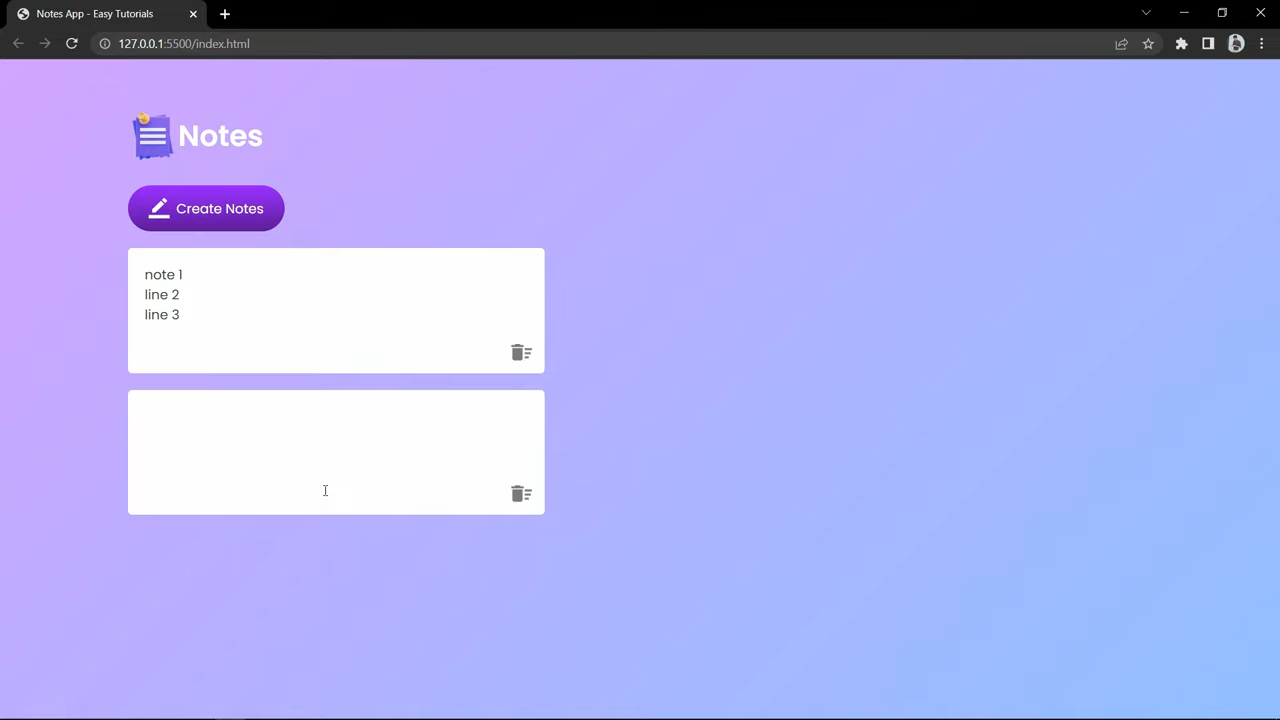 Notes App - Easy Tutorials
127.0.0.1:5500/index.html
Notes
Create Notes
note 1
line 2
line 3